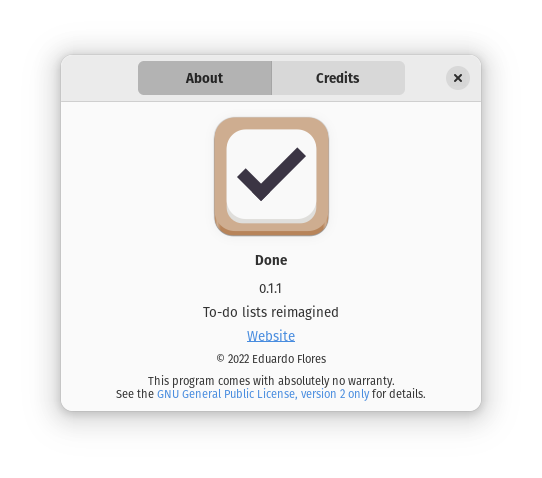 About Credits
Done
0.1.1
To-do lists reimagined
Website
© 2022 Eduardo Flores
This program comes with absolutely no warranty.
See the GNU General Public License, version 2 only for details.